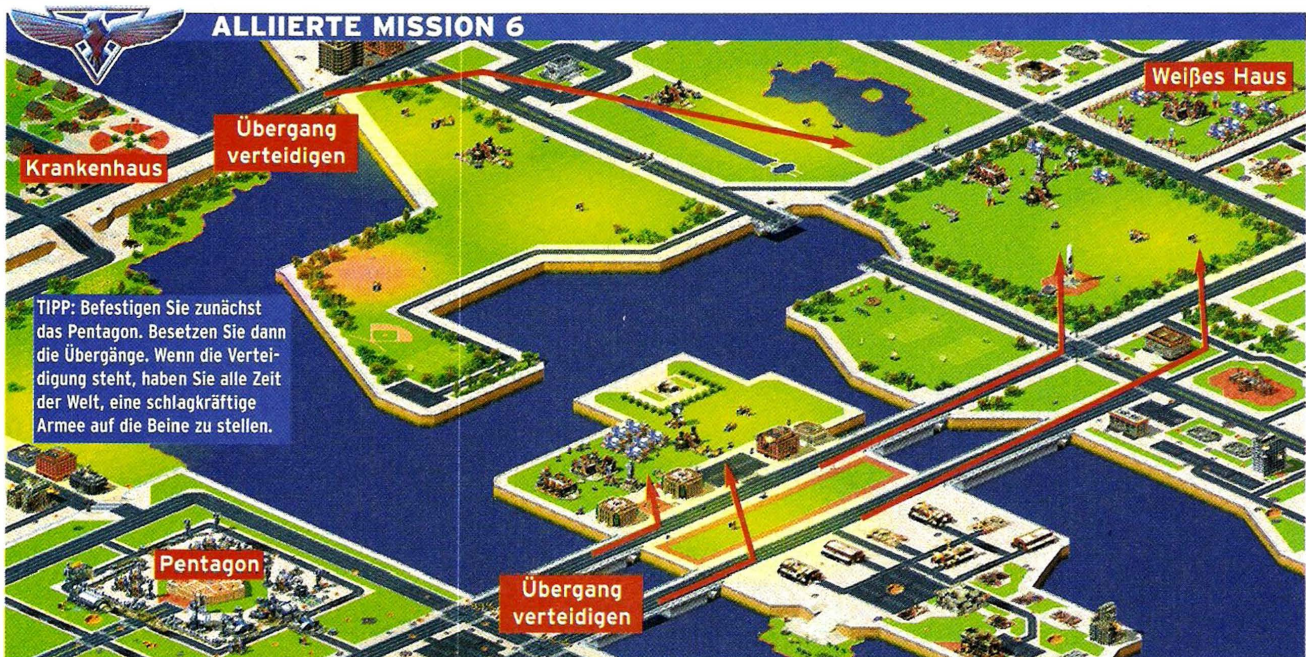 ALLIIERTE MISSION 6
Weißes Haus
Übergang
verteidigen
Krankenhaus
TIPP: Befestigen Sie zunächst
das Pentagon. Besetzen Sie dann
die Übergänge. Wenn die Vertei-
digung steht, haben Sie alle Zeit
der Welt, eine schlagkräftige
Armee auf die Beine zu stellen.
Pentagon
Übergang
verteidigen